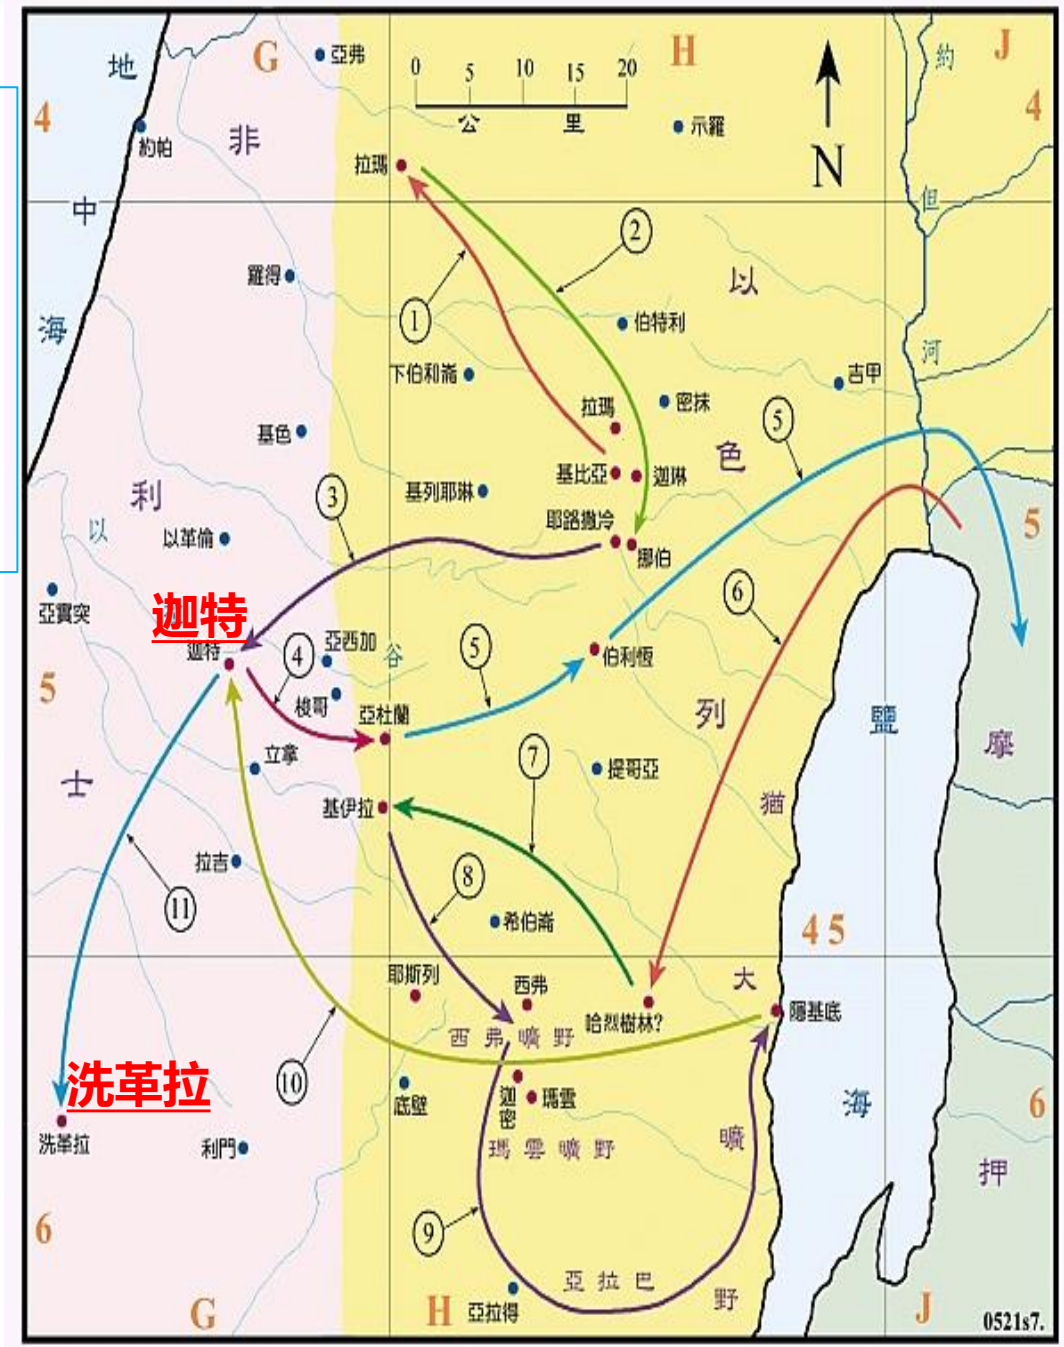 G
H
J
地
亞弗
0 5 10 15 20
公 里
約
4
4
約帕
非
示羅
N
拉瑪
中
但
②
羅得
以
海
①
伯特利
河
下伯利崙
吉甲
密抹
拉瑪
⑤
基色
色
基比亞
迦琳
利
③
基列耶琳
以
以革倫
耶路撒冷
挪伯
5
亞實突
迦特
迦特
④
亞西加
谷
⑤
伯利恆
⑥
5
梭哥
亞杜蘭
列
鹽
摩
立拿
⑦
提哥亞
士
基伊拉
猶
拉吉
⑧
⑪
希伯崙
4 5
耶斯列
西弗
大
哈烈樹林?
隱基底
西弗曠野
⑩
洗革拉
底璧
迦密
瑪雲
海
6
洗革拉
利門
瑪雲曠野
曠
押
6
⑨
亞拉巴
野
亞拉得
G
H
J
0521s7.